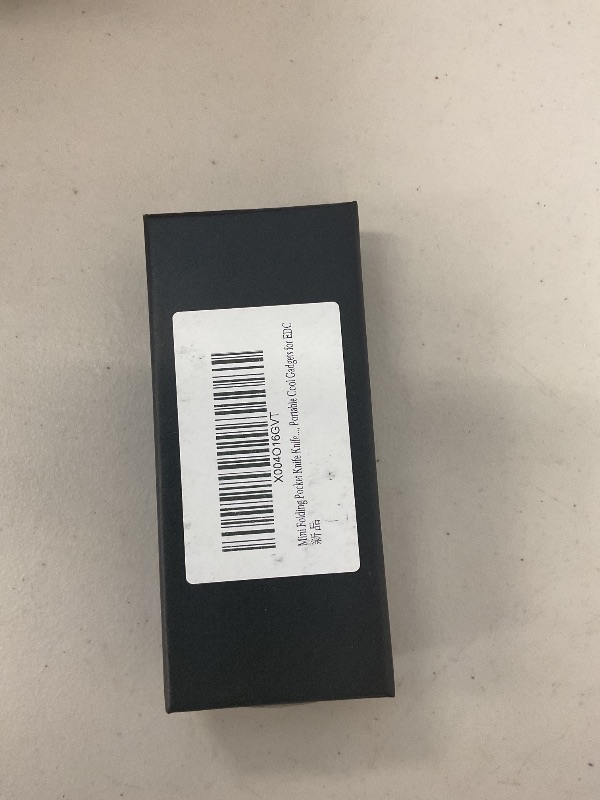 X004O16GVT
Mini Folding Pocket Knife Knife..., Portable Cool Gadgets for EDC
新品